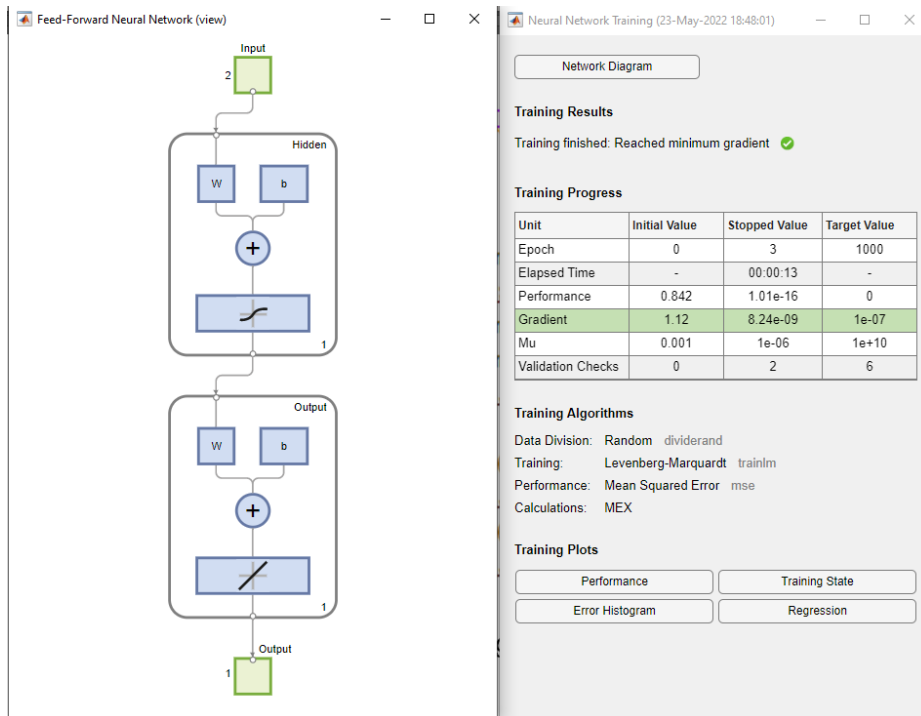 Feed-Forward Neural Network (view)
Input
2
Hidden
W b
+
1
Output
W b
+
1
Output
1
Neural Network Training (23-May-2022 18:48:01)
Network Diagram
Training Results
Training finished: Reached minimum gradient
Training Progress
Unit Initial Value Stopped Value Target Value
Epoch 0 3 1000
Elapsed Time - 00:00:13 -
Performance 0.842 1.01e-16 0
Gradient 1.12 8.24e-09 1e-07
Mu 0.001 1e-06 1e+10
Validation Checks 0 2 6
Training Algorithms
Data Division: Random dividerand
Training: Levenberg-Marquardt trainlm
Performance: Mean Squared Error mse
Calculations: MEX
Training Plots
Performance Training State
Error Histogram Regression